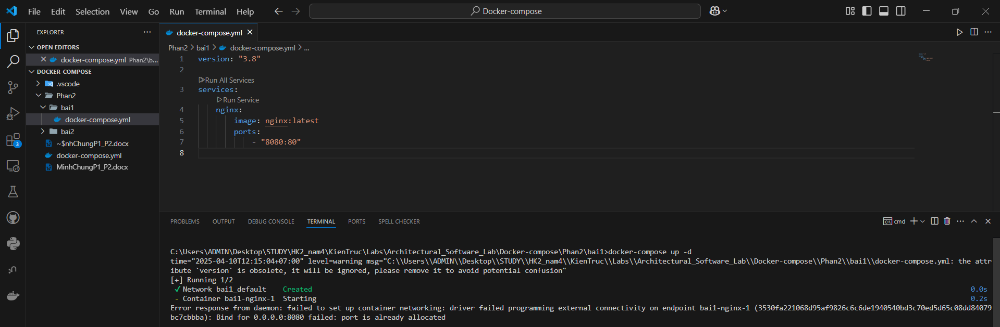 File Edit Selection View Go Run Terminal Help
Docker-compose
EXPLORER
OPEN EDITORS
docker-compose.yml Phan2\b...
DOCKER-COMPOSE
.vscode
Phan2
bai1
docker-compose.yml
bai2
~$nhChungP1_P2.docx
docker-compose.yml
MinhChungP1_P2.docx
3
docker-compose.yml
Phan2 > bai1 > docker-compose.yml > ...
1 version: "3.8"
2
Run All Services
3 services:
Run Service
4 nginx:
5 image: nginx:latest
6 ports:
7 - "8080:80"
8
PROBLEMS OUTPUT DEBUG CONSOLE TERMINAL PORTS SPELL CHECKER
cmd
C:\Users\ADMIN\Desktop\STUDY\HK2_nam4\KienTruc\Labs\Architectural_Software_Lab\Docker-compose\Phan2\bai1>docker-compose up -d
time="2025-04-10T12:15:04+07:00" level=warning msg="C:\\Users\\ADMIN\\Desktop\\STUDY\\HK2_nam4\\KienTruc\\Labs\\Architectural_Software_Lab\\Docker-compose\\Phan2\\bai1\\docker-compose.yml: the attr
ibute `version` is obsolete, it will be ignored, please remove it to avoid potential confusion"
[+] Running 1/2
✓ Network bai1_default Created 0.0s
- Container bai1-nginx-1 Starting 0.2s
Error response from daemon: failed to set up container networking: driver failed programming external connectivity on endpoint bai1-nginx-1 (3530fa221068d95af9826c6c6de1940540bd3c70ed5d65c08dd84079
bc7cbbba): Bind for 0.0.0.0:8080 failed: port is already allocated